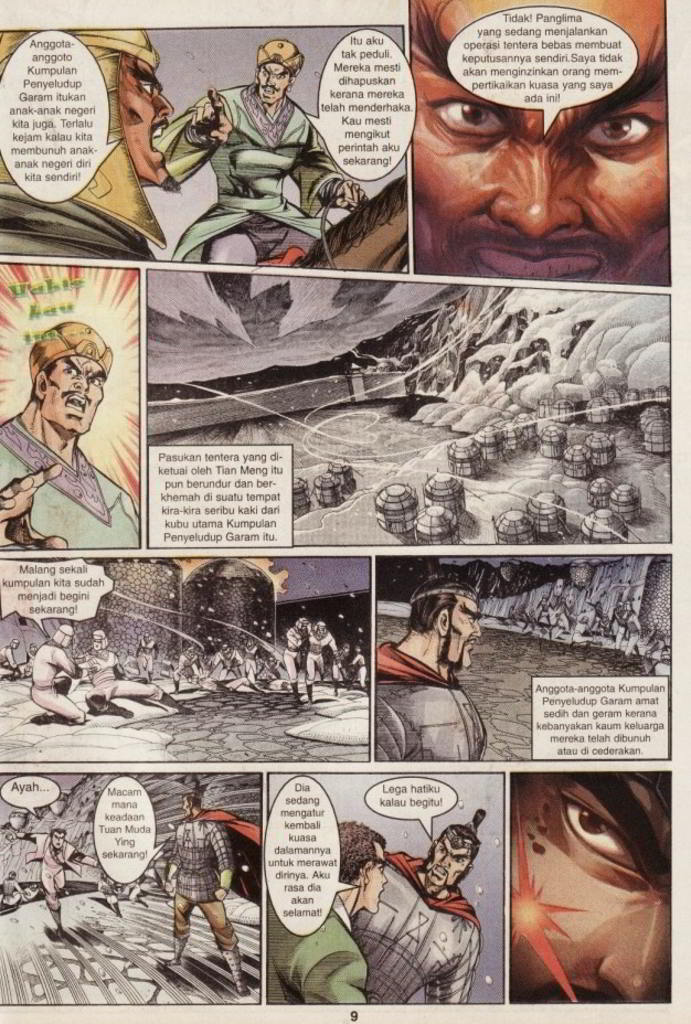 Anggota-
anggoto
Kumpulan
Penyeludup
Garam itukan
anak-anak negeri
kita juga. Terlalu
kejam kalau kita
membunuh anak-
anak negeri diri
kita sendiri!
Itu aku
tak peduli.
Mereka mesti
dihapuskan
kerana mereka
telah menderhaka.
Kau mesti
mengikut
perintah aku
sekarang!
Tidak! Panglima
yang sedang menjalankan
operasi tentera bebas membuat
keputusannya sendiri.Saya tidak
akan menginzinkan orang mem-
pertikaikan kuasa yang saya
ada ini!
kau
ini
Pasukan tentera yang di-
ketuai oleh Tian Meng itu
pun berundur dan ber-
khemah di suatu tempat
kira-kira seribu kaki dari
kubu utama Kumpulan
Penyeludup Garam itu.
Malang sekali
kumpulan kita sudah
menjadi begini
sekarang!
Anggota-anggota Kumpulan
Penyeludup Garam amat
sedih dan geram kerana
kebanyakan kaum keluarga
mereka telah dibunuh
atau di cederakan.
Ayah...
Macam
mana
keadaan
Tuan Muda
Ying
sekarang!
Dia
sedang
mengatur
kembali
kuasa
dalamannya
untuk merawat
dirinya. Aku
rasa dia
selamat!
Lega hatiku
kalau begitu!
9